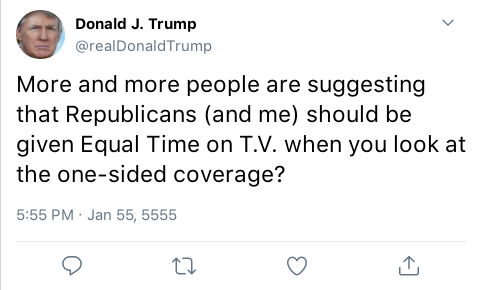 Donald J. Trump
@realDonaldTrump
More and more people are suggesting
that Republicans (and me) should be
given Equal Time on T.V. when you look at
the one-sided coverage?
5:55 PM · Jan 55, 5555